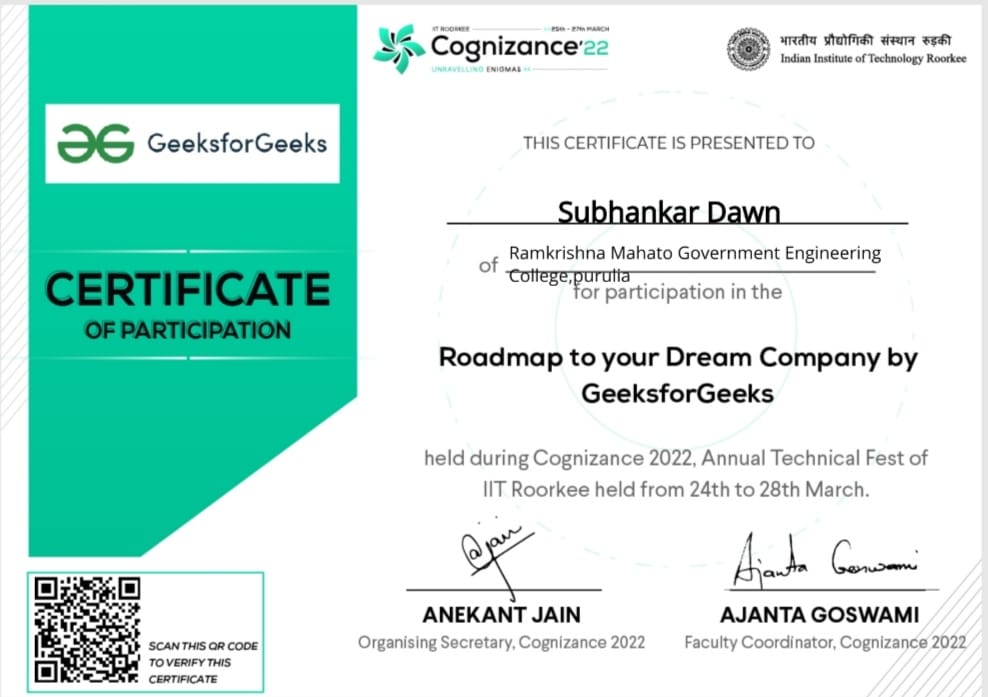 GeeksforGeeks
CERTIFICATE
OF PARTICIPATION
IIT ROORKEE 25th - 27th MARCH
Cognizance'22
UNRAVELLING ENIGMAS
भारतीय प्रौद्योगिकी संस्थान रुड़की
Indian Institute of Technology Roorkee
THIS CERTIFICATE IS PRESENTED TO
Subhankar Dawn
of Ramkrishna Mahato Government Engineering
College,purulia
for participation in the
Roadmap to your Dream Company by
GeeksforGeeks
held during Cognizance 2022, Annual Technical Fest of
IIT Roorkee held from 24th to 28th March.
@jain
Ajanta Goswami
ANEKANT JAIN
Organising Secretary, Cognizance 2022
AJANTA GOSWAMI
Faculty Coordinator, Cognizance 2022
SCAN THIS QR CODE
TO VERIFY THIS
CERTIFICATE